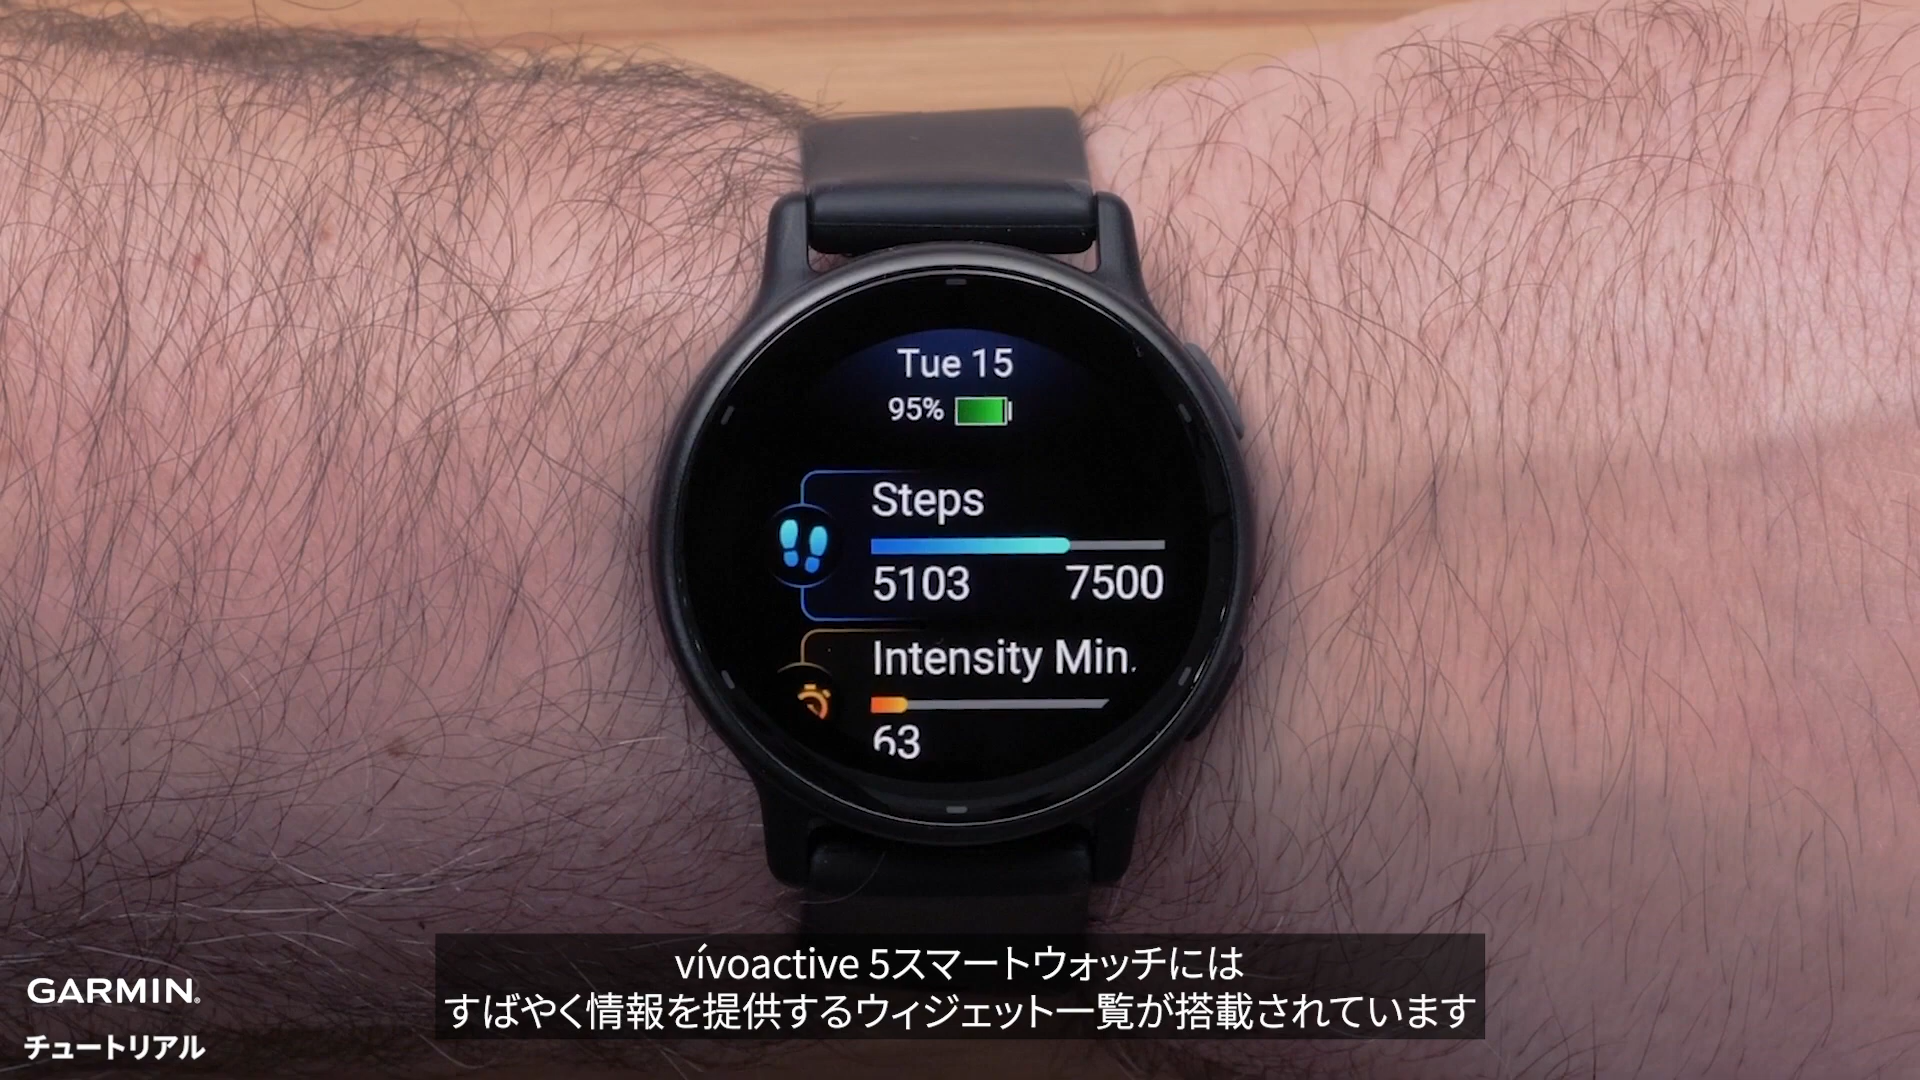 Tue 15
95%
Steps
5103 7500
Intensity Min.
63
vívoactive 5スマートウォッチには
すばやく情報を提供するウィジェット一覧が搭載されています
GARMIN®
チュートリアル